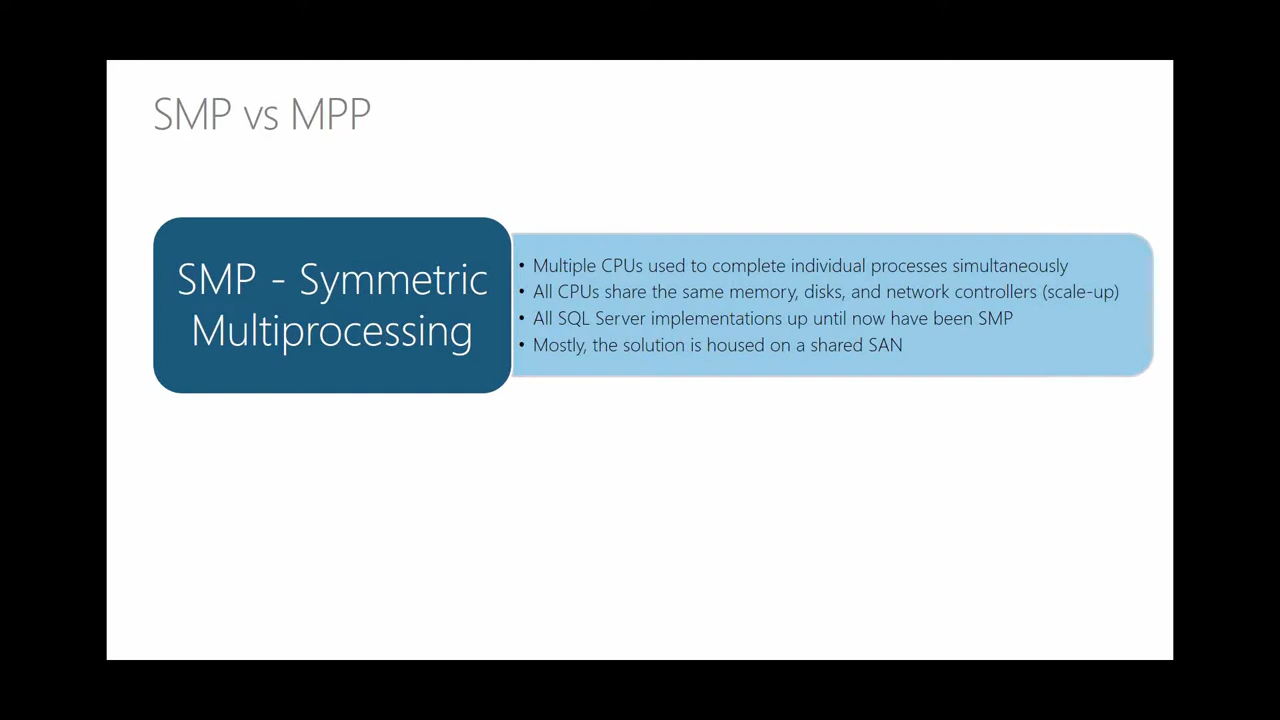 SMP vs MPP
SMP - Symmetric
Multiprocessing
• Multiple CPUs used to complete individual processes simultaneously
• All CPUs share the same memory, disks, and network controllers (scale-up)
• All SQL Server implementations up until now have been SMP
• Mostly, the solution is housed on a shared SAN